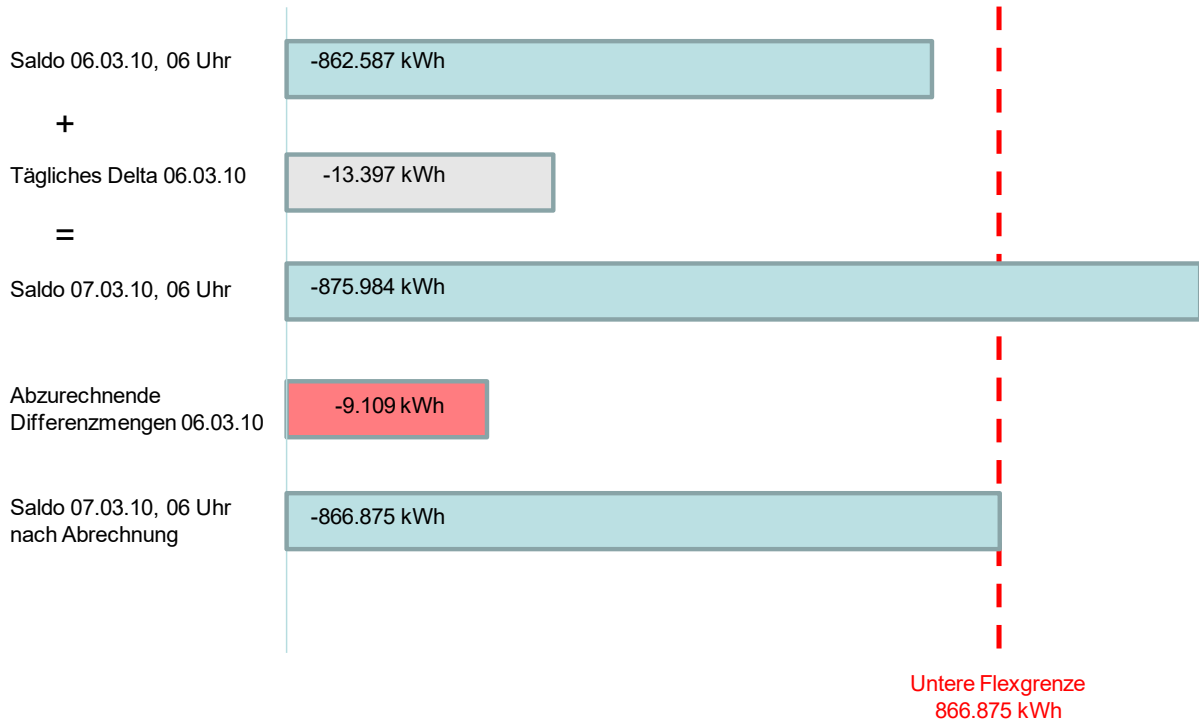 Saldo 06.03.10, 06 Uhr
-862.587 kWh
+
Tägliches Delta 06.03.10
-13.397 kWh
=
Saldo 07.03.10, 06 Uhr
-875.984 kWh
Abzurechnende
Differenzmengen 06.03.10
-9.109 kWh
Saldo 07.03.10, 06 Uhr
nach Abrechnung
-866.875 kWh
Untere Flexgrenze
866.875 kWh